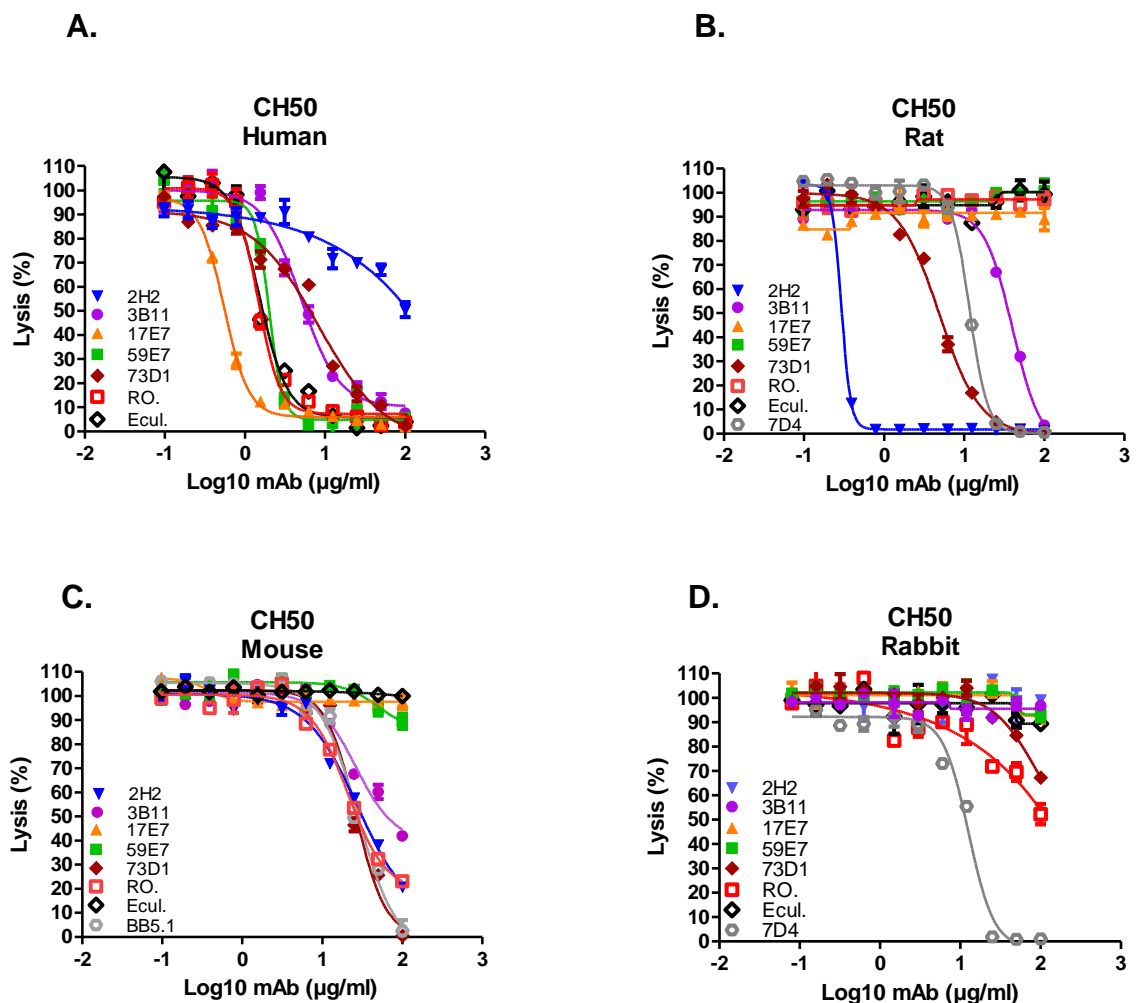 A.
CH50
Human
110
100
90
80
70
60
50
40
30
20
10
0
Lysis (%)
2H2
3B11
17E7
59E7
73D1
RO.
Ecul.
-2 -1 0 1 2 3
Log10 mAb (µg/ml)
B.
CH50
Rat
110
100
90
80
70
60
50
40
30
20
10
0
Lysis (%)
2H2
3B11
17E7
59E7
73D1
RO.
Ecul.
7D4
-2 -1 0 1 2 3
Log10 mAb (µg/ml)
C.
CH50
Mouse
110
100
90
80
70
60
50
40
30
20
10
0
Lysis (%)
2H2
3B11
17E7
59E7
73D1
RO.
Ecul.
BB5.1
-2 -1 0 1 2 3
Log10 mAb (µg/ml)
D.
CH50
Rabbit
110
100
90
80
70
60
50
40
30
20
10
0
Lysis (%)
2H2
3B11
17E7
59E7
73D1
RO.
Ecul.
7D4
-2 -1 0 1 2 3
Log10 mAb (µg/ml)